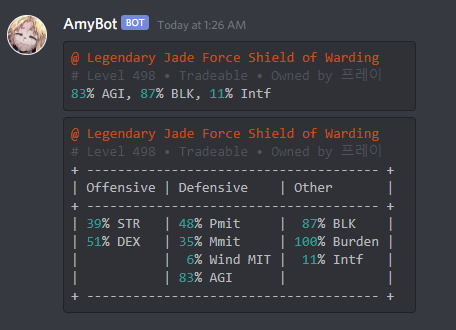 AmyBot BOT Today at 1:26 AM
@ Legendary Jade Force Shield of Warding
# Level 498 • Tradeable • Owned by 프레이
83% AGI, 87% BLK, 11% Intf
@ Legendary Jade Force Shield of Warding
# Level 498 • Tradeable • Owned by 프레이
+ -------------------------------------- +
| Offensive | Defensive    | Other       |
+ -------------------------------------- +
| 39% STR   | 48% Pmit     |  87% BLK    |
| 51% DEX   | 35% Mmit     | 100% Burden |
|           |  6% Wind MIT |  11% Intf   |
|           | 83% AGI      |             |
+ -------------------------------------- +